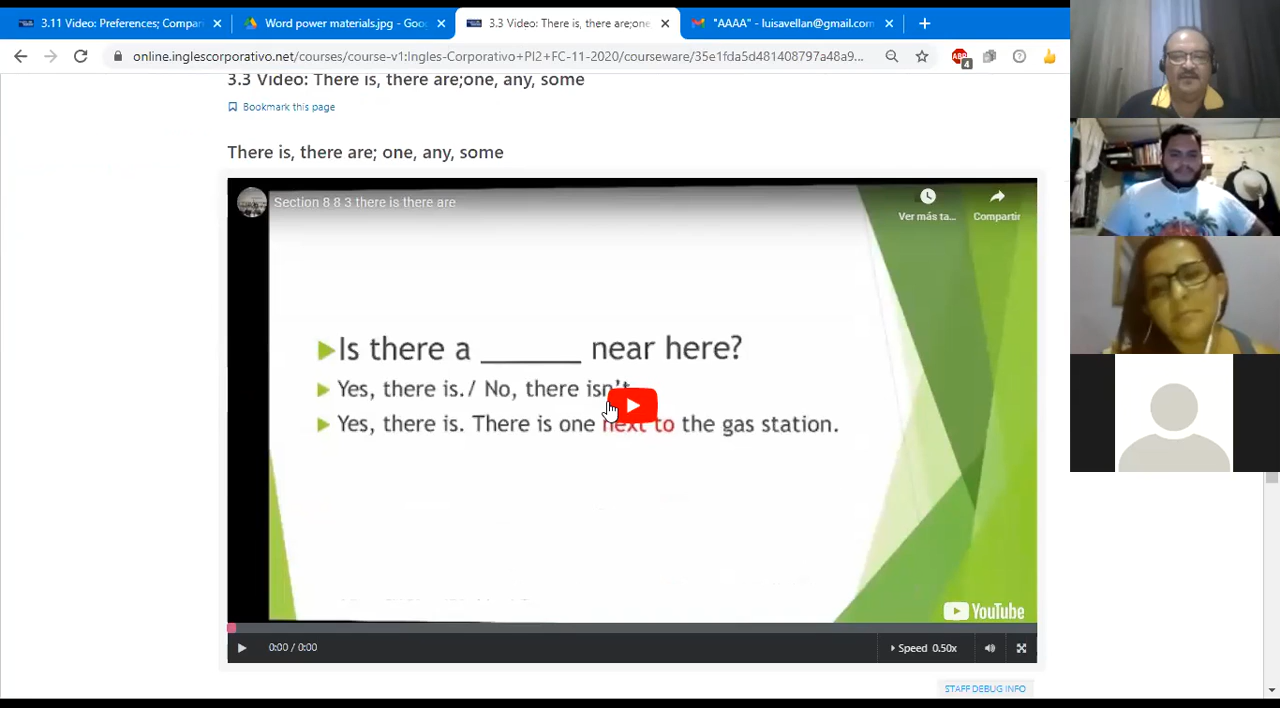 3.11 Video: Preferences; Compar
Word power materials.jpg - Goo
3.3 Video: There is, there are;one
"AAAA" - luisavellan@gmail.com
online.inglescorporativo.net/courses/course-v1:Ingles-Corporativo+PI2+FC-11-2020/courseware/35e1fda5d481408797a48a9...
4
3.3 Video: There is, there are;one, any, some
Bookmark this page
There is, there are; one, any, some
Section 8 8 3 there is there are
Ver más ta...
Compartir
Is there a ______ near here?
Yes, there is./ No, there isn't
Yes, there is. There is one next to the gas station.
YouTube
0:00 / 0:00
Speed 0.50x
STAFF DEBUG INFO